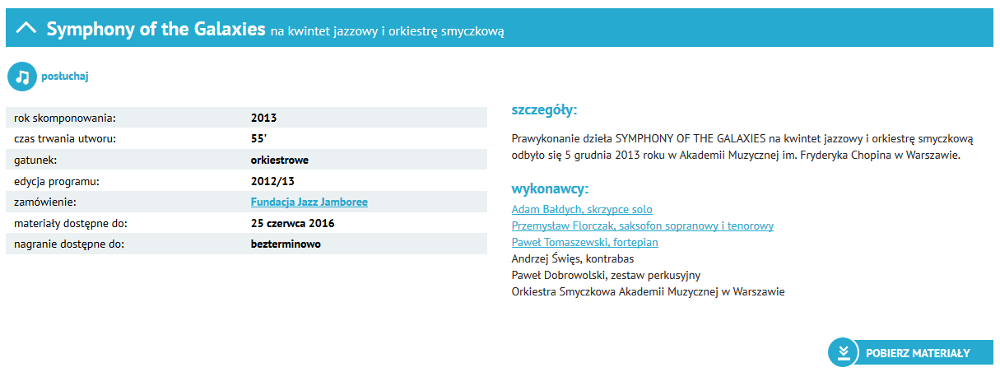 Symphony of the Galaxies na kwintet jazzowy i orkiestrę smyczkową
posłuchaj
rok skomponowania: 2013
czas trwania utworu: 55'
gatunek: orkiestrowe
edycja programu: 2012/13
zamówienie: Fundacja Jazz Jamboree
materiały dostępne do: 25 czerwca 2016
nagranie dostępne do: bezterminowo
szczegóły:
Prawykonanie dzieła SYMPHONY OF THE GALAXIES na kwintet jazzowy i orkiestrę smyczkową
odbyło się 5 grudnia 2013 roku w Akademii Muzycznej im. Fryderyka Chopina w Warszawie.
wykonawcy:
Adam Bałdych, skrzypce solo
Przemysław Florczak, saksofon sopranowy i tenorowy
Paweł Tomaszewski, fortepian
Andrzej Święs, kontrabas
Paweł Dobrowolski, zestaw perkusyjny
Orkiestra Smyczkowa Akademii Muzycznej w Warszawie
POBIERZ MATERIAŁY